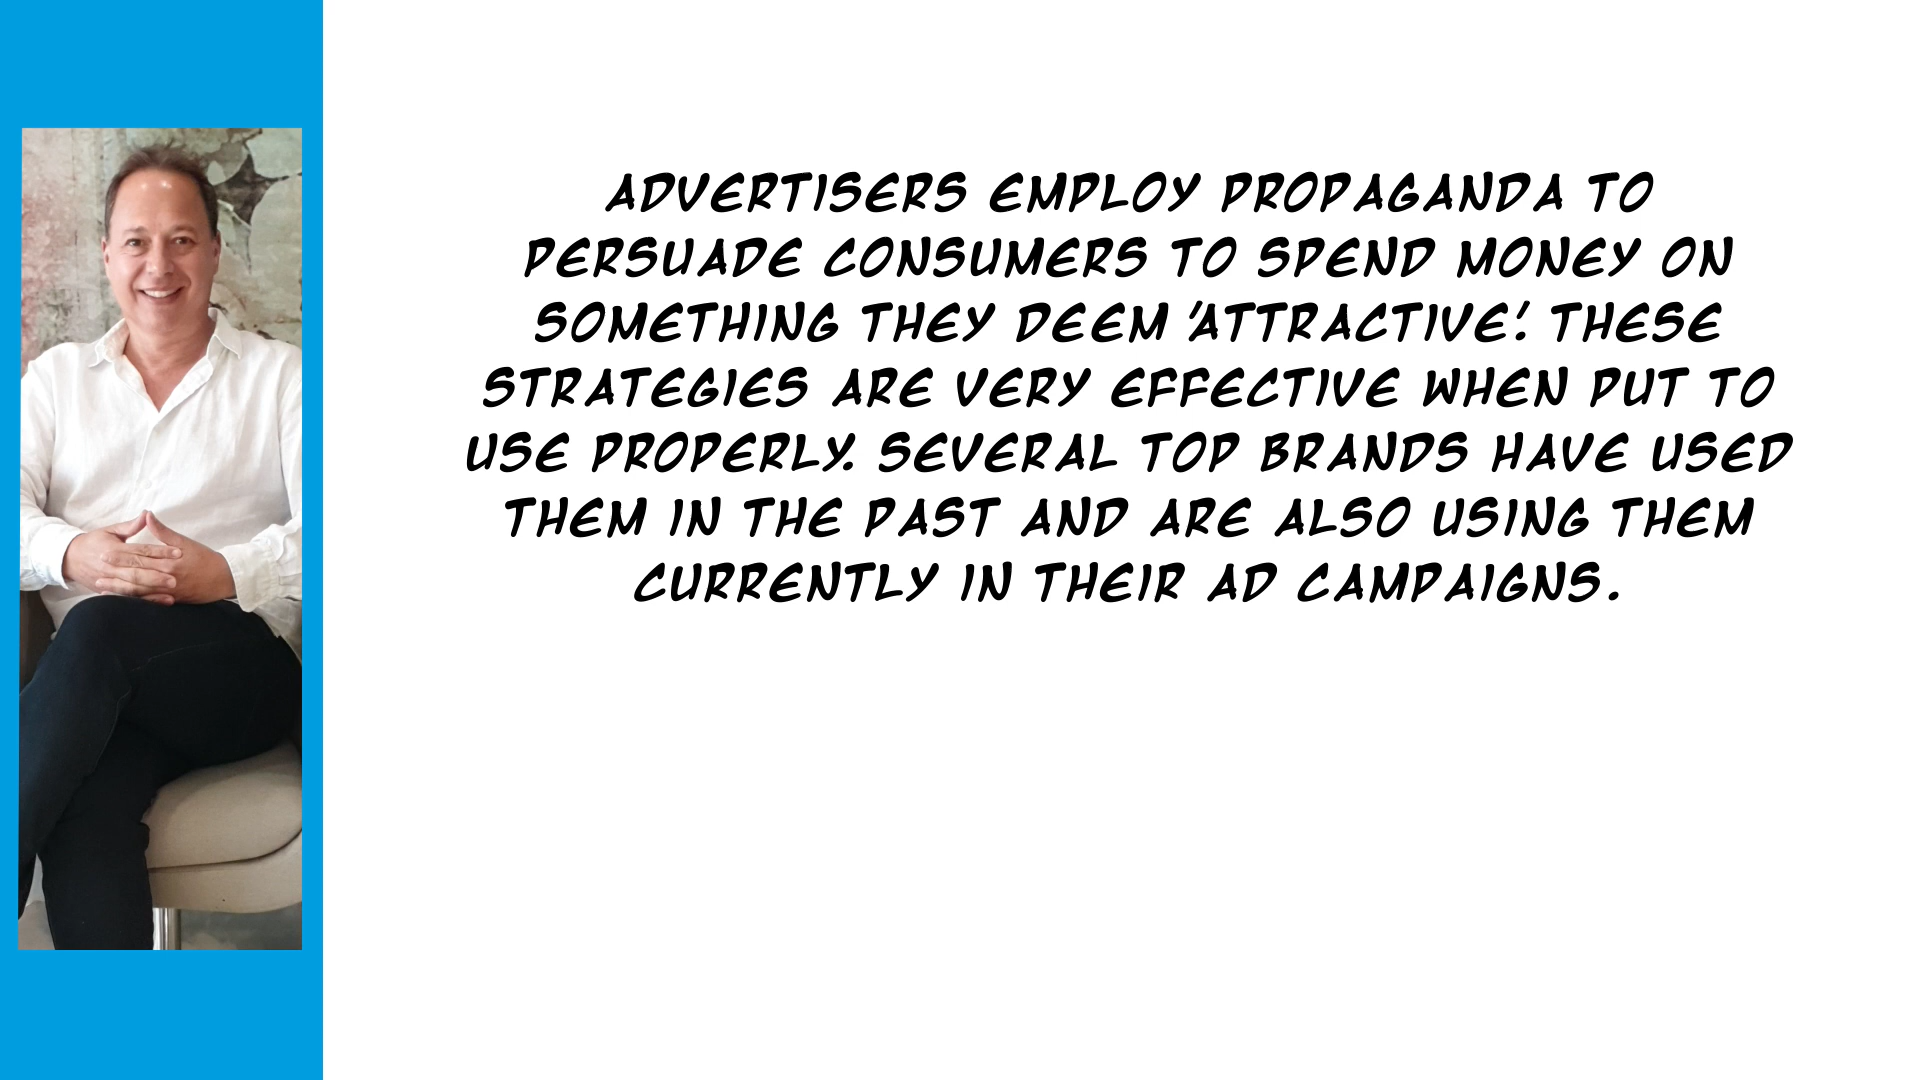 ADVERTISERS EMPLOY PROPAGANDA TO
PERSUADE CONSUMERS TO SPEND MONEY ON
SOMETHING THEY DEEM 'ATTRACTIVE.' THESE
STRATEGIES ARE VERY EFFECTIVE WHEN PUT TO
USE PROPERLY. SEVERAL TOP BRANDS HAVE USED
THEM IN THE PAST AND ARE ALSO USING THEM
CURRENTLY IN THEIR AD CAMPAIGNS.